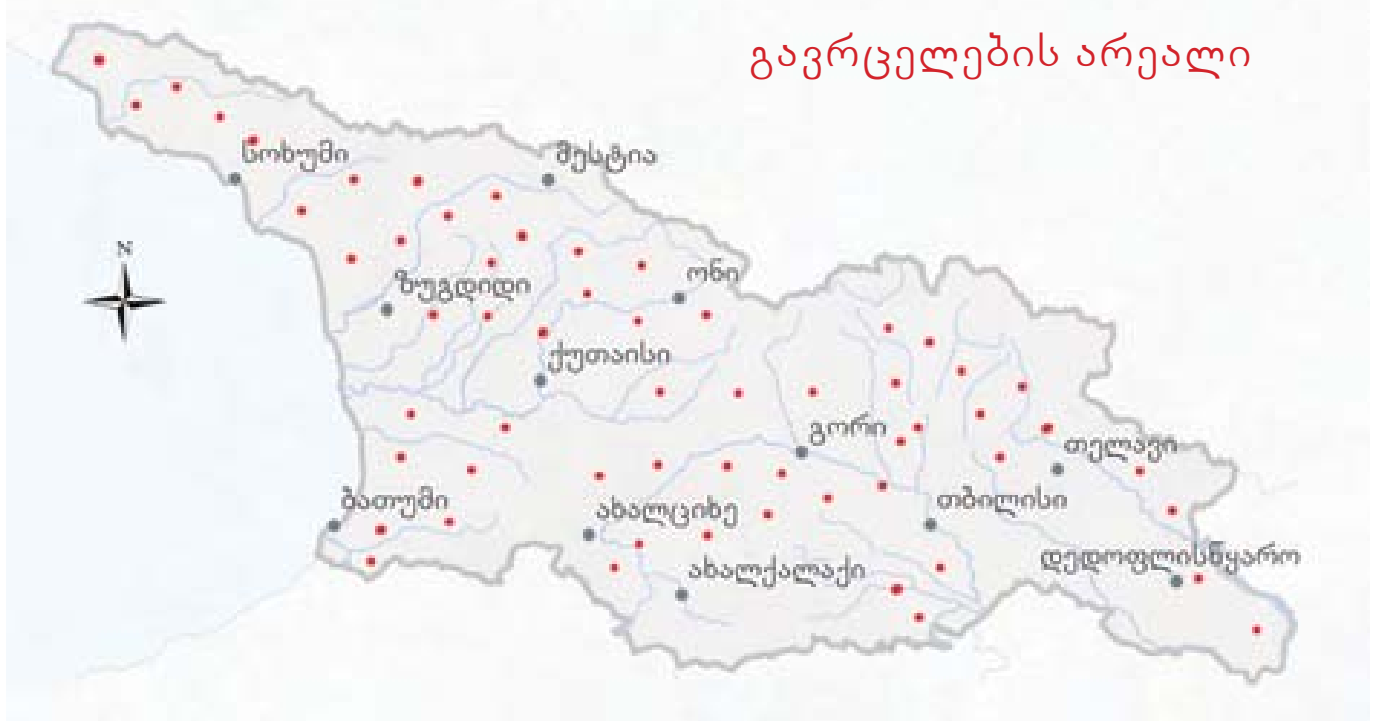 გავრცელების არეალი
სოხუმი
მესტია
N
ონი
ზუგდიდი
ქუთაისი
გორი
თელავი
ბათუმი
ახალციხე
თბილისი
დედოფლისწყარო
ახალქალაქი